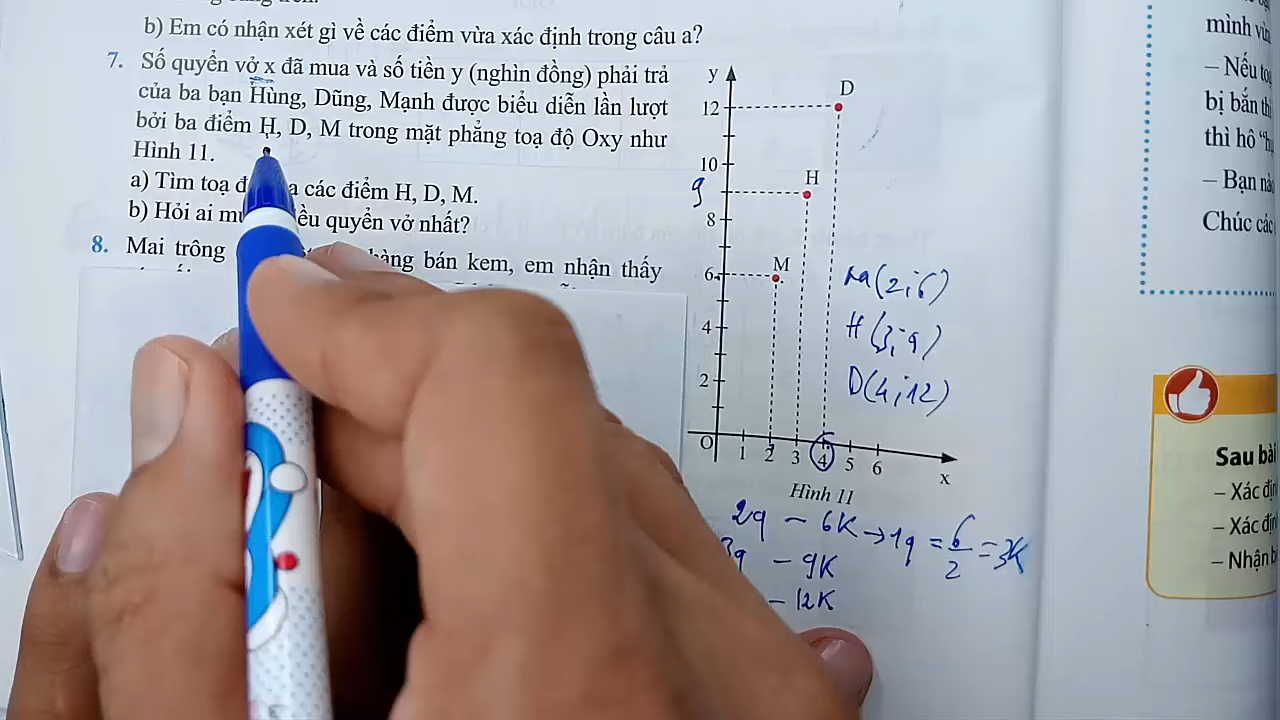 b) Em có nhận xét gì về các điểm vừa xác định trong câu a?
7. Số quyển vở x đã mua và số tiền y (nghìn đồng) phải trả
của ba bạn Hùng, Dũng, Mạnh được biểu diễn lần lượt
bởi ba điểm H, D, M trong mặt phẳng toạ độ Oxy như
Hình 11.
a) Tìm toạ các điểm H, D, M.
b) Hỏi ai quyển vở nhất?
8. Mai trông hàng bán kem, em nhận thấy
y
D
12
10
H
9
8
M
6
4
2
O 1 2 3 4 5 6
x
Hình 11
M(2;6)
H(3;9)
D(4;12)
2q - 6K → 1q = 6/2 = 3K
3q - 9K
- 12K
mình
– Nếu
bị bắn
thì hô
– Bạn
Chúc các
Sau bài
– Xác
– Xác
– Nhận